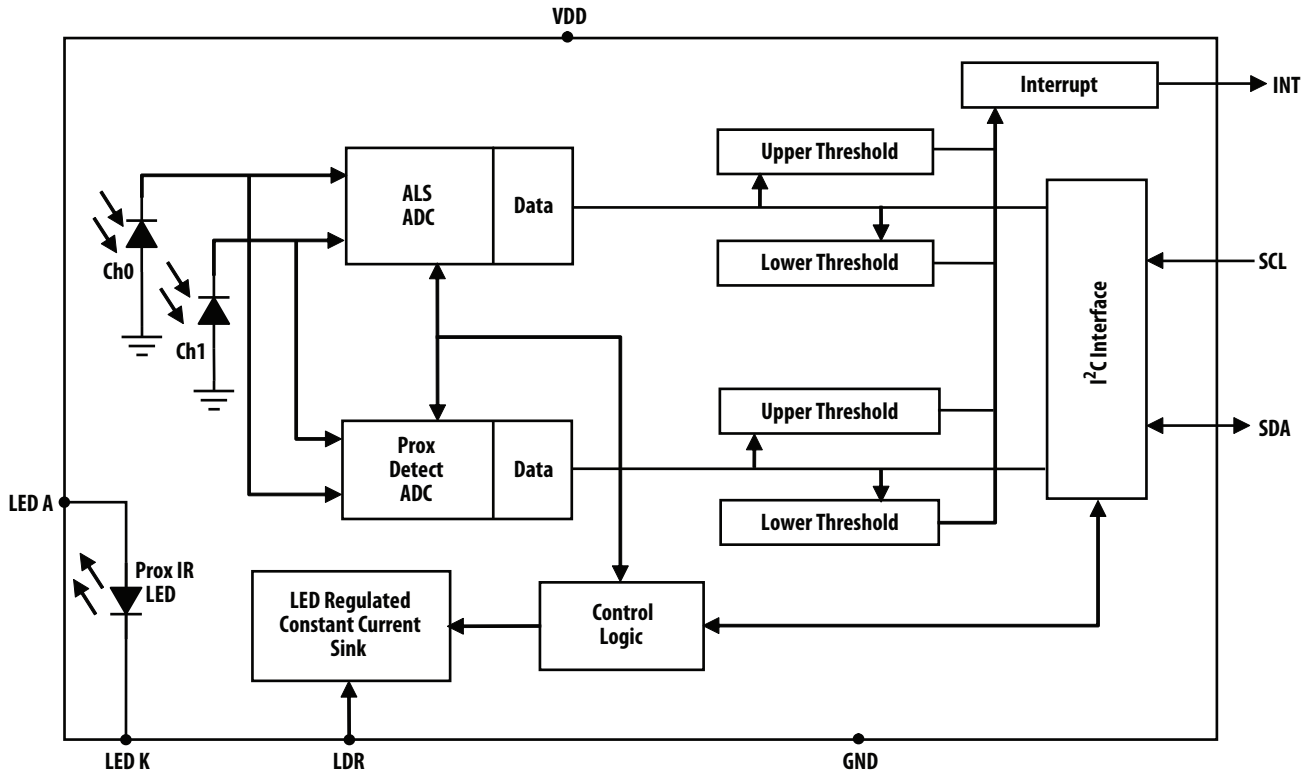 VDD
Interrupt
INT
Upper Threshold
ALS
ADC
Data
Ch0
Lower Threshold
SCL
Ch1
I²C Interface
Upper Threshold
SDA
Prox
Detect
ADC
Data
LED A
Lower Threshold
Prox IR
LED
LED Regulated
Constant Current
Sink
Control
Logic
LED K
LDR
GND